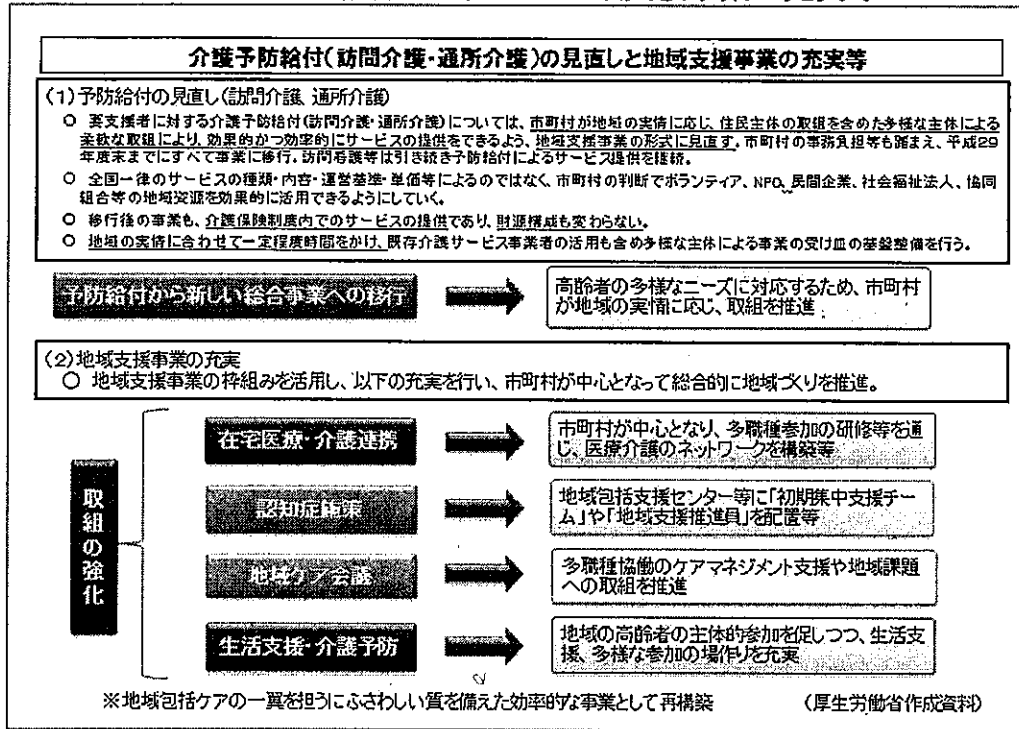 介護予防給付(訪問介護・通所介護)の見直しと地域支援事業の充実等
(1)予防給付の見直し(訪問介護、通所介護)
○ 要支援者に対する介護予防給付(訪問介護・通所介護)については、市町村が地域の実情に応じ、住民主体の取組を含めた多様な主体による
柔軟な取組により、効果的かつ効率的にサービスの提供をできるよう、地域支援事業の形式に見直す。市町村の事務負担等も踏まえ、平成29
年度末までにすべて事業に移行。訪問看護等は引き続き予防給付によるサービス提供を継続。
○ 全国一律のサービスの種類・内容・運営基準・単価等によるのではなく、市町村の判断でボランティア、NPO、民間企業、社会福祉法人、協同
組合等の地域資源を効果的に活用できるようにしていく。
○ 移行後の事業も、介護保険制度内でのサービスの提供であり、財源構成も変わらない。
○ 地域の実情に合わせて一定程度時間をかけ、既存介護サービス事業者の活用も含め多様な主体による事業の受け皿の基盤整備を行う。
予防給付から新しい総合事業への移行
高齢者の多様なニーズに対応するため、市町村
が地域の実情に応じ、取組を推進
(2)地域支援事業の充実
○ 地域支援事業の枠組みを活用し、以下の充実を行い、市町村が中心となって総合的に地域づくりを推進。
取組の強化
在宅医療・介護連携
市町村が中心となり、多職種参加の研修等を通
じ、医療介護のネットワークを構築等
認知症施策
地域包括支援センター等に「初期集中支援チー
ム」や「地域支援推進員」を配置等
地域ケア会議
多職種協働のケアマネジメント支援や地域課題
への取組を推進
生活支援・介護予防
地域の高齢者の主体的参加を促しつつ、生活支
援、多様な参加の場作りを充実
※地域包括ケアの一翼を担うにふさわしい質を備えた効率的な事業として再構築
(厚生労働省作成資料)